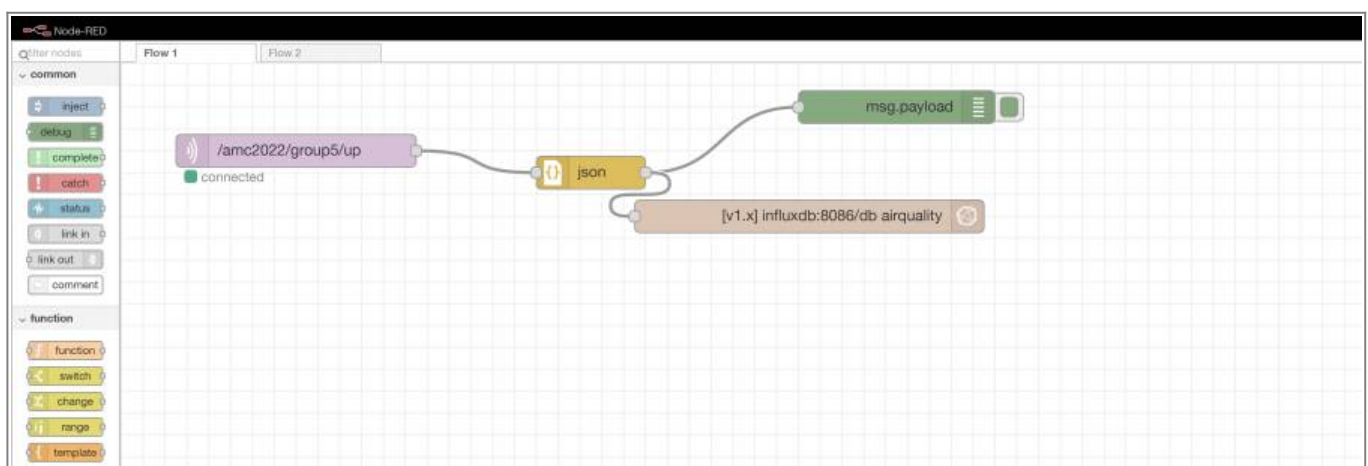 Node-RED
filter nodes
Flow 1
Flow 2
common
inject
debug
complete
catch
status
link in
link out
comment
function
function
switch
change
range
template
/amc2022/group5/up
connected
json
msg.payload
[v1.x] influxdb:8086/db airquality